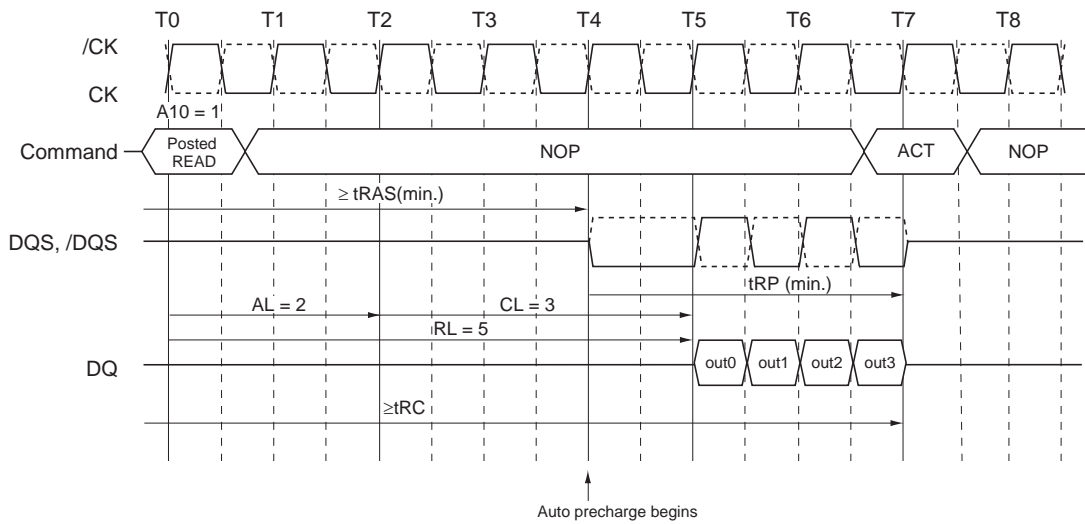 T0 T1 T2 T3 T4 T5 T6 T7 T8
/CK
CK
A10 = 1
Command
Posted
READ
NOP
ACT
NOP
≥ tRAS(min.)
DQS, /DQS
tRP (min.)
AL = 2
CL = 3
RL = 5
DQ
out0 out1 out2 out3
≥tRC
Auto precharge begins